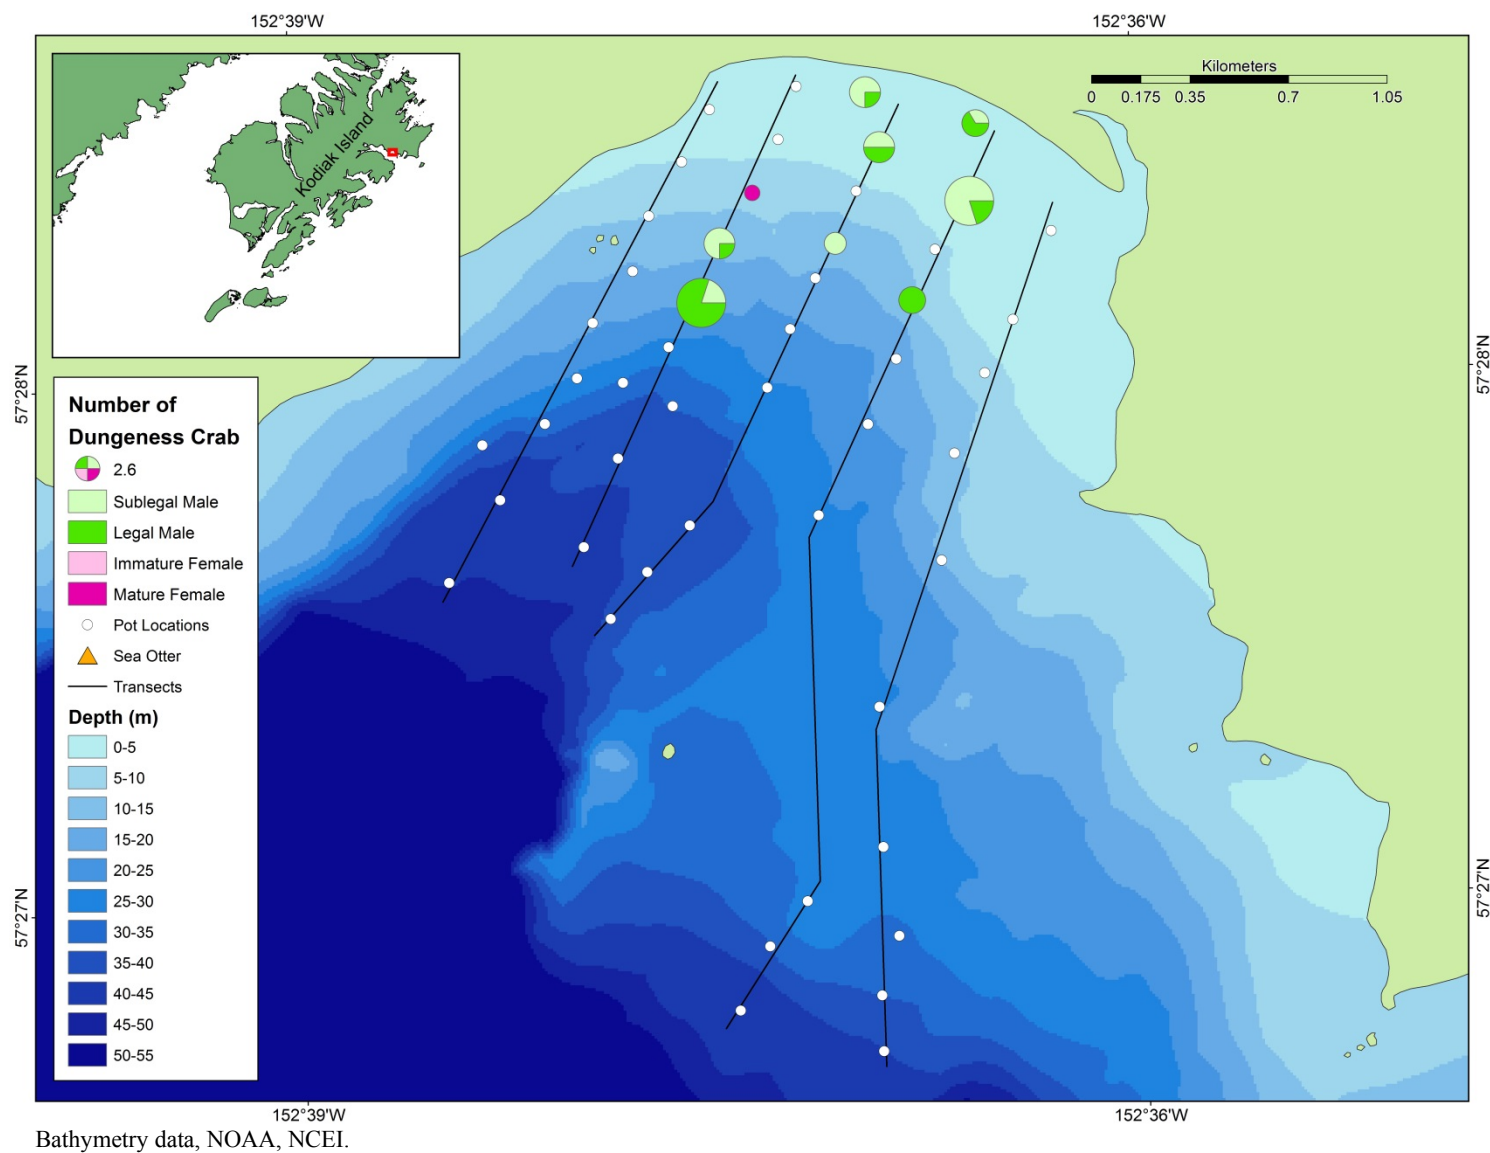 152°39'W
152°36'W
Kilometers
0 0.175 0.35 0.7 1.05
Kodiak Island
57°28'N
57°28'N
Number of
Dungeness Crab
2.6
Sublegal Male
Legal Male
Immature Female
Mature Female
Pot Locations
Sea Otter
Transects
Depth (m)
0-5
5-10
10-15
15-20
20-25
25-30
30-35
35-40
40-45
45-50
50-55
57°27'N
57°27'N
152°39'W
152°36'W
Bathymetry data, NOAA, NCEI.